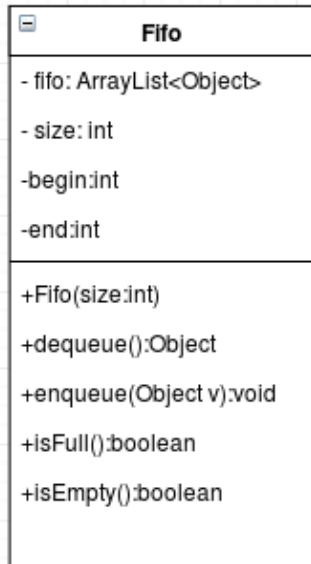 Fifo
- fifo: ArrayList<Object>
- size: int
-begin:int
-end:int
+Fifo(size:int)
+dequeue():Object
+enqueue(Object v):void
+isFull():boolean
+isEmpty():boolean